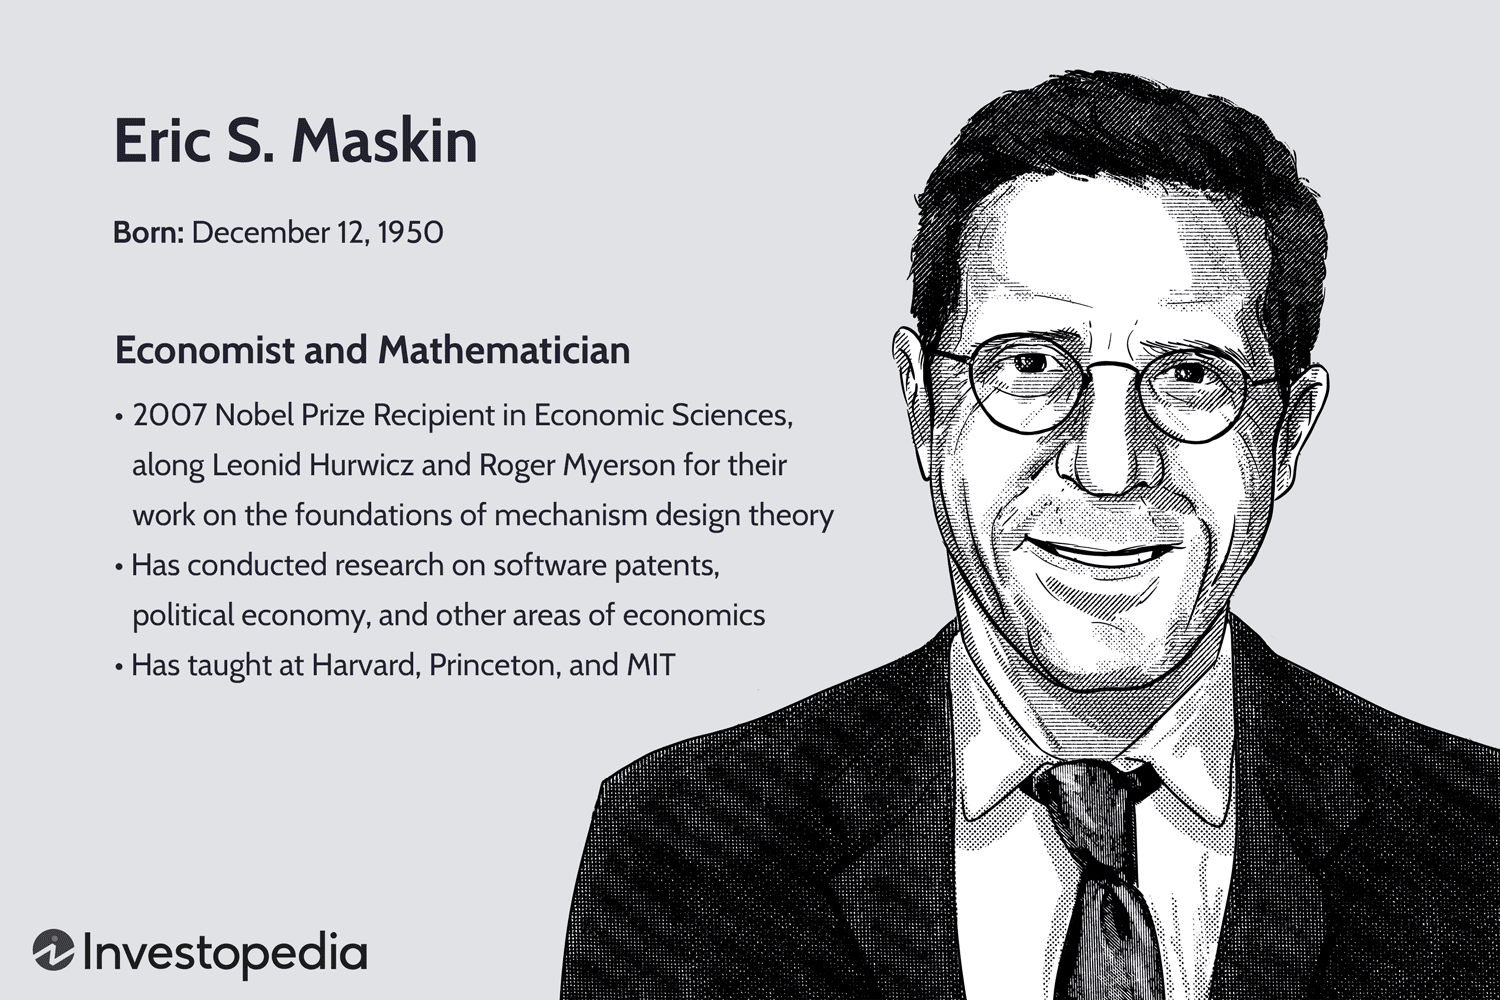 Eric S. Maskin
Born: December 12, 1950
Economist and Mathematician
• 2007 Nobel Prize Recipient in Economic Sciences,
along Leonid Hurwicz and Roger Myerson for their
work on the foundations of mechanism design theory
• Has conducted research on software patents,
political economy, and other areas of economics
• Has taught at Harvard, Princeton, and MIT
Investopedia